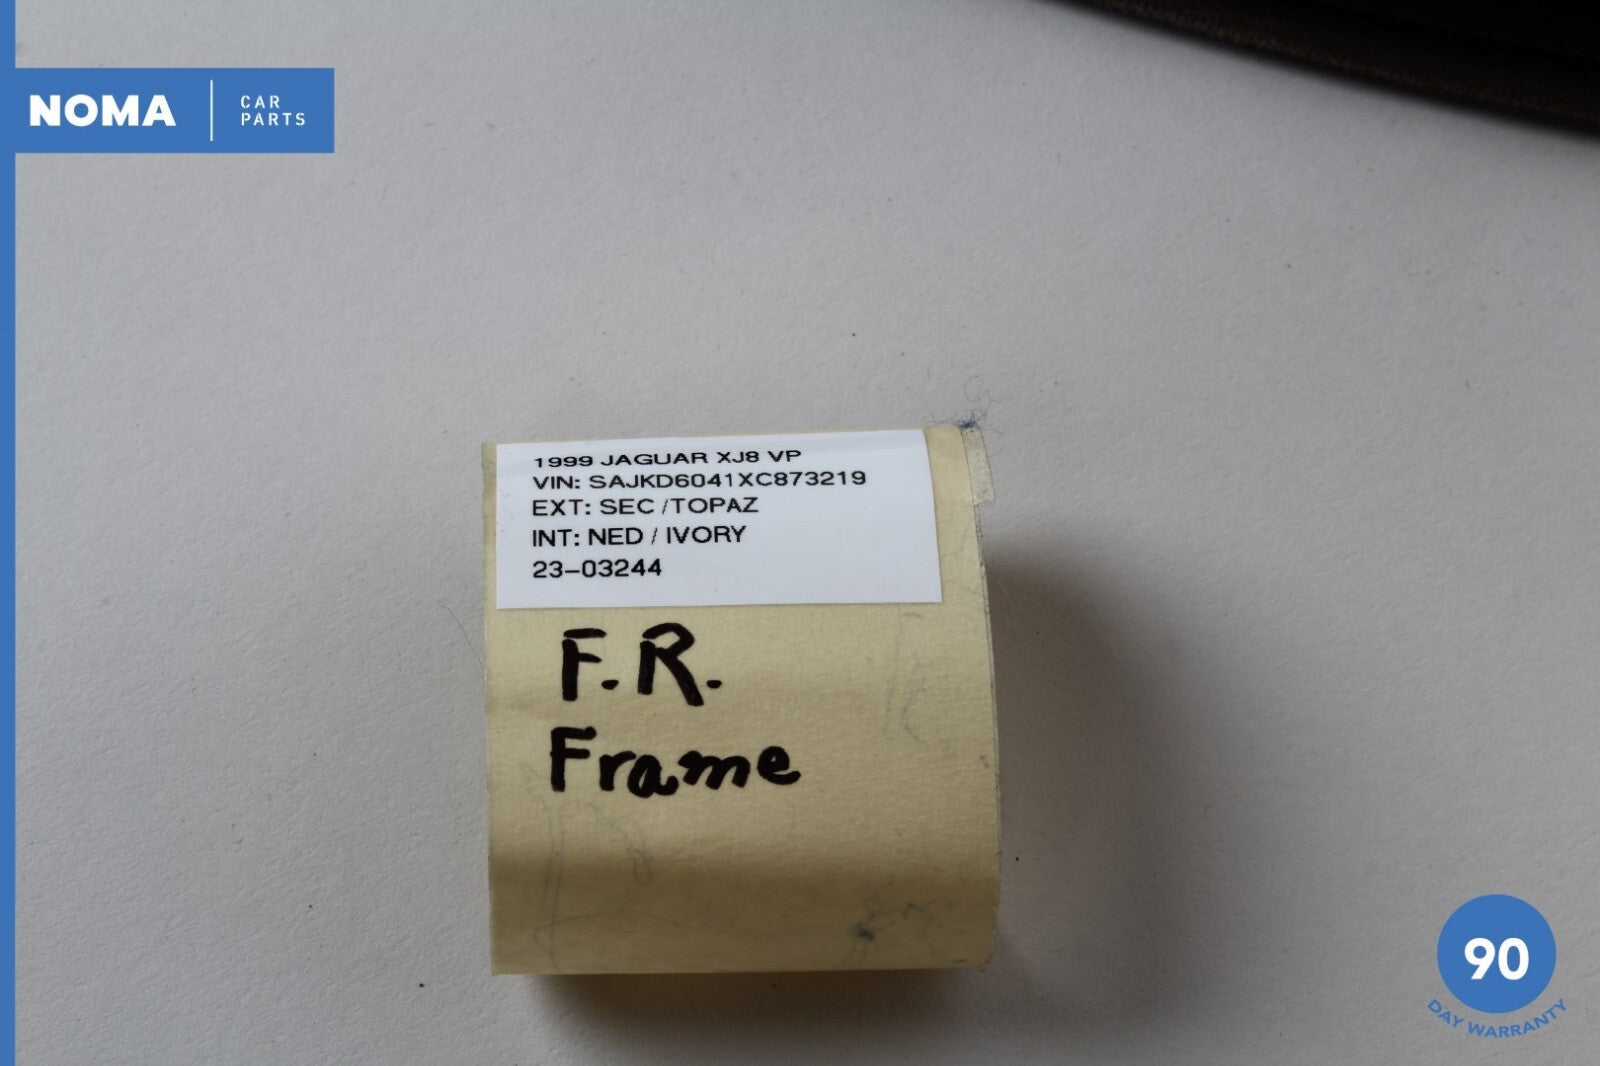 NOMA
CAR
PARTS
1999 JAGUAR XJ8 VP
VIN: SAJKD6041XC873219
EXT: SEC /TOPAZ
INT: NED / IVORY
23-03244
F.R.
Frame
90
DAY WARRANTY